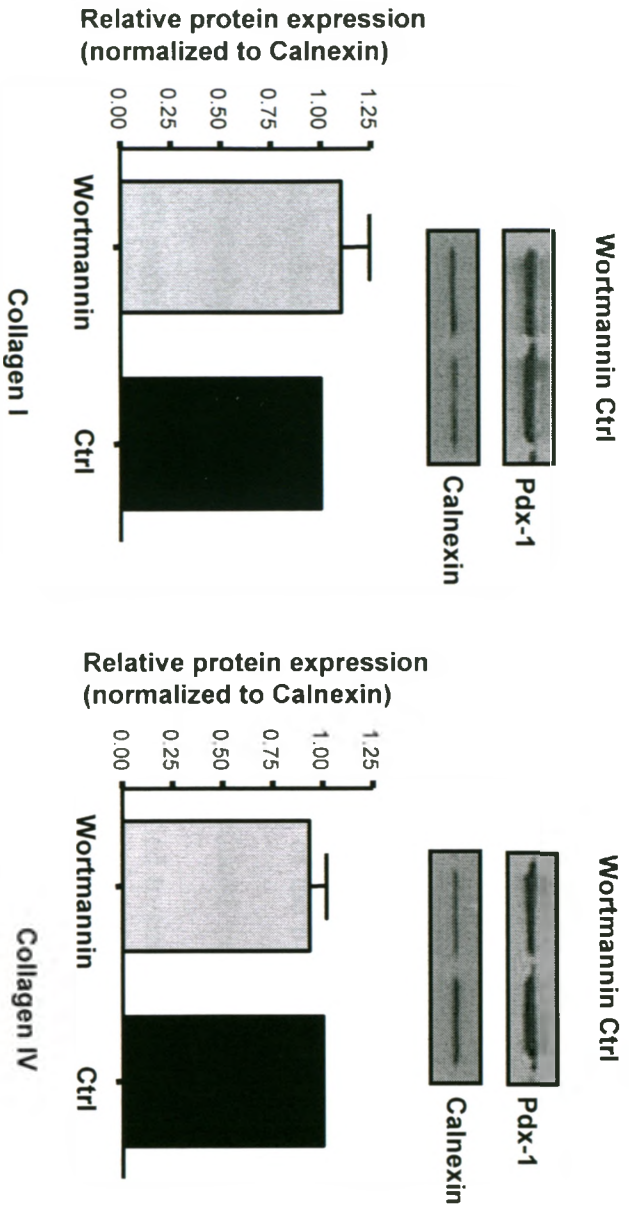 Wortmannin Ctrl
Pdx-1
Calnexin
Relative protein expression
(normalized to Calnexin)
1.25
1.00
0.75
0.50
0.25
0.00
Wortmannin
Ctrl
Collagen I
Wortmannin Ctrl
Pdx-1
Calnexin
Relative protein expression
(normalized to Calnexin)
1.25
1.00
0.75
0.50
0.25
0.00
Wortmannin
Ctrl
Collagen IV